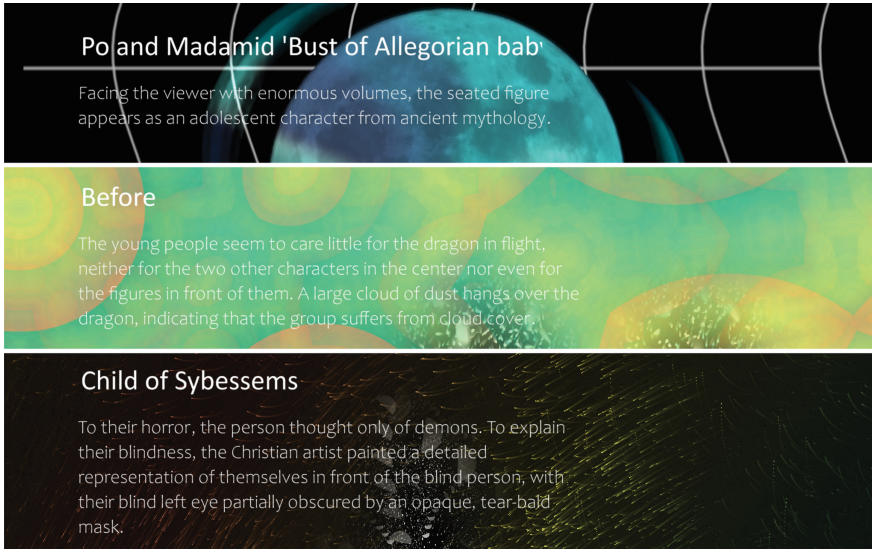 Po and Madamid 'Bust of Allegorian bab
Facing the viewer with enormous volumes, the seated figure
appears as an adolescent character from ancient mythology.
Before
The young people seem to care little for the dragon in flight,
neither for the two other characters in the center nor even for
the figures in front of them. A large cloud of dust hangs over the
dragon, indicating that the group suffers from cloud cover.
Child of Sybessems
To their horror, the person thought only of demons. To explain
their blindness, the Christian artist painted a detailed
representation of themselves in front of the blind person, with
their blind left eye partially obscured by an opaque, tear-bald
mask.